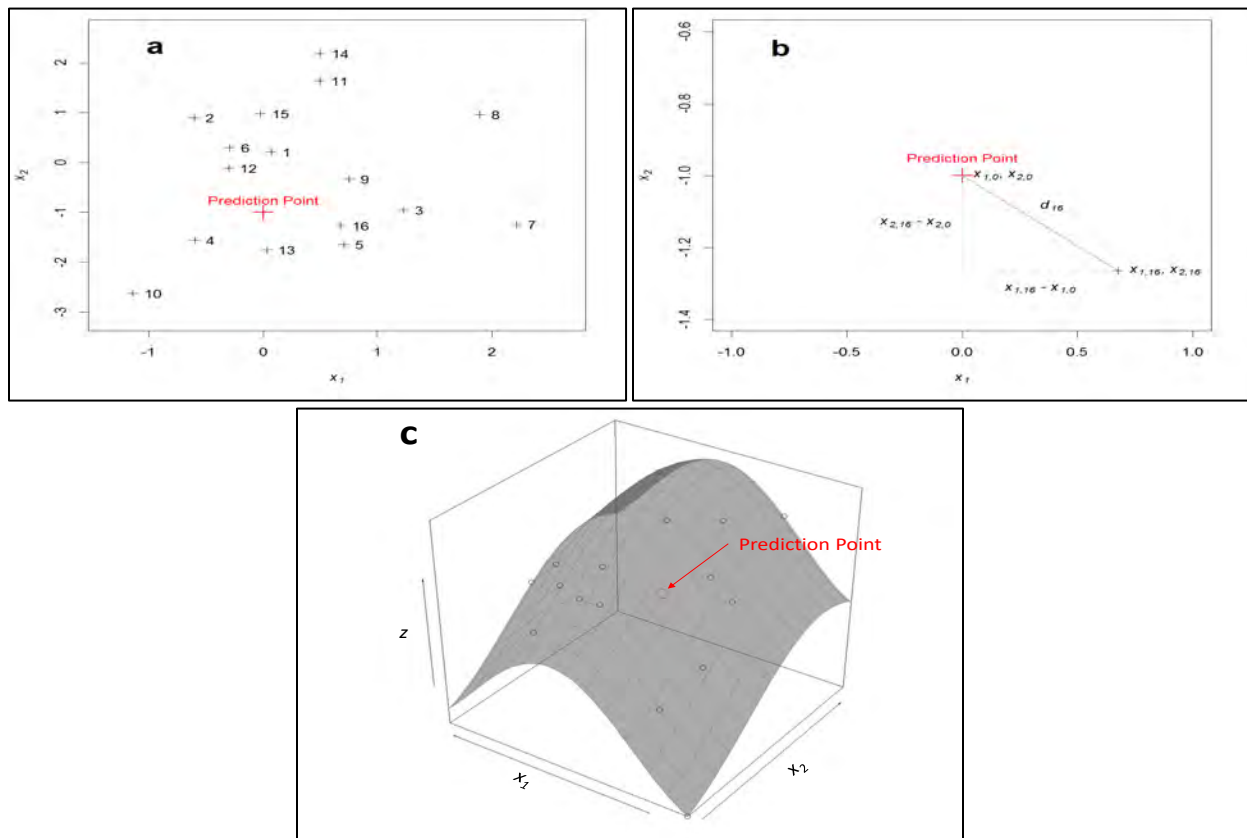 a
14
11
2
15
8
6
1
12
9
Prediction Point
3
16
7
4
13
5
10
x2
2
1
0
-1
-2
-3
-1
0
1
2
x1
b
Prediction Point
x1,0, x2,0
d16
x2,16 - x2,0
x1,16, x2,16
x1,16 - x1,0
x2
-0.6
-0.8
-1.0
-1.2
-1.4
-1.0
-0.5
0.0
0.5
1.0
x1
c
Prediction Point
z
x1
x2